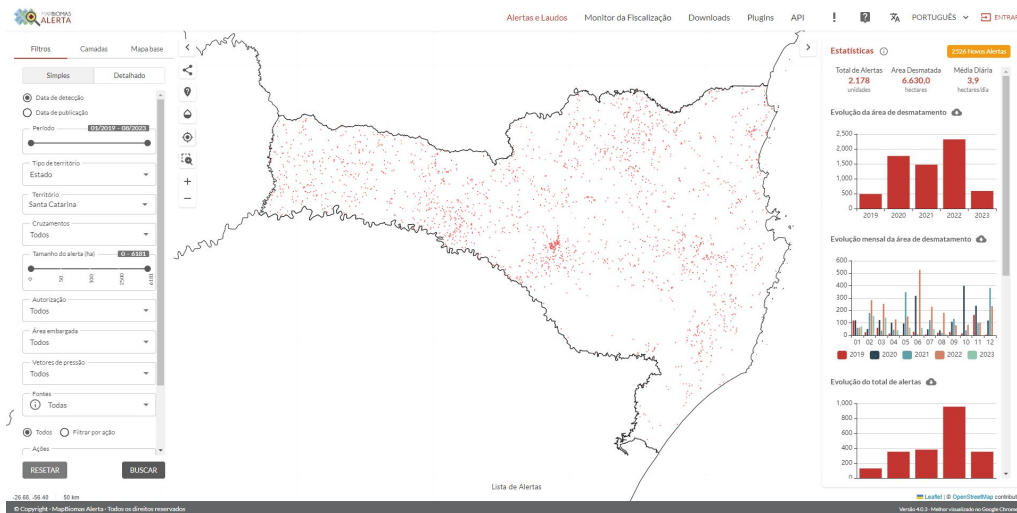 MAPBIOMAS
ALERTA
Alertas e Laudos
Monitor da Fiscalização
Downloads
Plugins
API
PORTUGUÊS
ENTRAR
Filtros
Camadas
Mapa base
Simples
Detalhado
Data de detecção
Data de publicação
Período
01/2019 - 08/2023
Tipo de território
Estado
Território
Santa Catarina
Cruzamentos
Todos
Tamanho do alerta (ha)
0 - 6181
0
50
100
2500
6181
Autorização
Todos
Área embargada
Todos
Vetores de pressão
Todos
Fontes
Todas
Todos
Filtrar por ação
Ações
RESETAR
BUSCAR
-26.68, -56.40
50 km
Lista de Alertas
Estatísticas
2526 Novos Alertas
Total de Alertas
Area Desmatada
Média Diária
2.178
6.630,0
3,9
unidades
hectares
hectares/dia
Evolução da área de desmatamento
2,500
2,000
1,500
1,000
500
0
2019 2020 2021 2022 2023
Evolução mensal da área de desmatamento
600
500
400
300
200
100
0
01 02 03 04 05 06 07 08 09 10 11 12
2019 2020 2021 2022 2023
Evolução do total de alertas
1,000
800
600
400
200
Leaflet | © OpenStreetMap contribut
© Copyright - MapBiomas Alerta - Todos os direitos reservados
Versão 4.0.3 - Melhor visualizado no Google Chrome